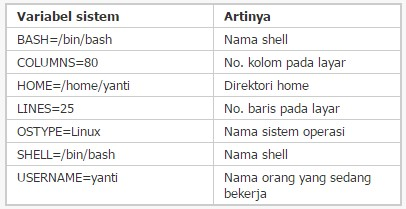 Variabel sistem Artinya
BASH=/bin/bash Nama shell
COLUMNS=80 No. kolom pada layar
HOME=/home/yanti Direktori home
LINES=25 No. baris pada layar
OSTYPE=Linux Nama sistem operasi
SHELL=/bin/bash Nama shell
USERNAME=yanti Nama orang yang sedang
bekerja